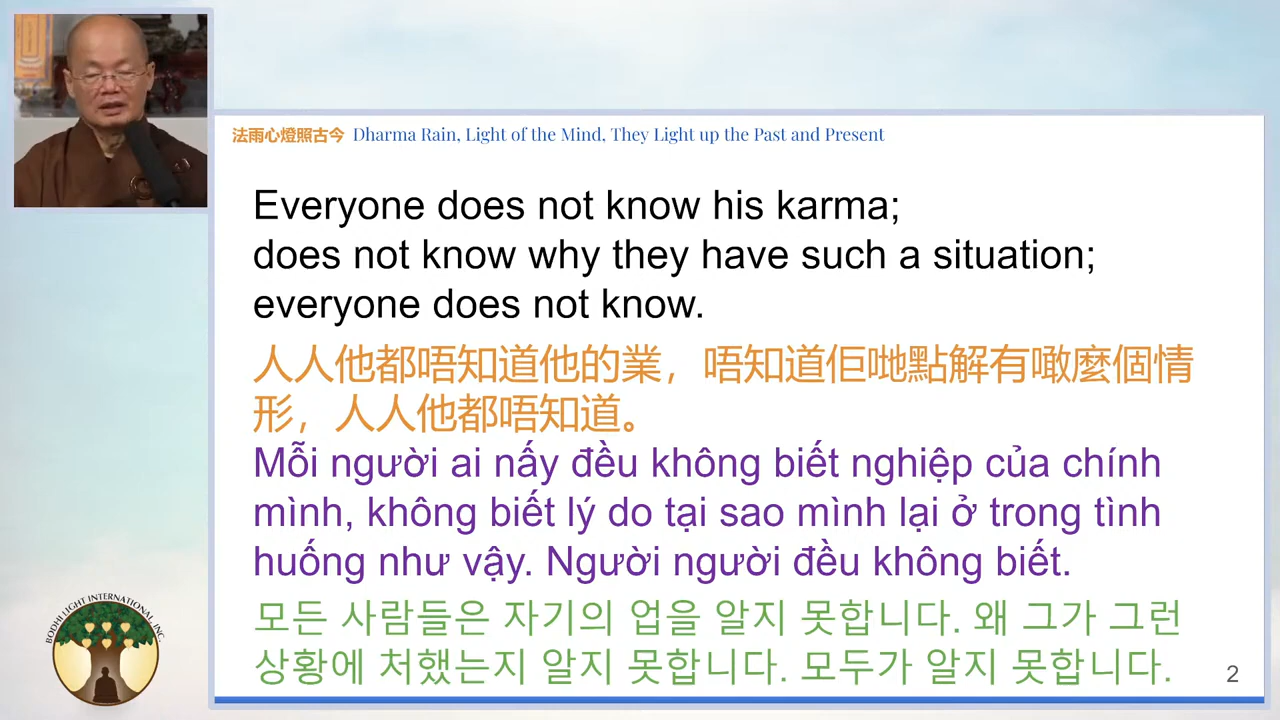 法雨心燈照古今 Dharma Rain, Light of the Mind, They Light up the Past and Present
Everyone does not know his karma;
does not know why they have such a situation;
everyone does not know.
人人他都唔知道他的業，唔知道佢哋點解有噉麼個情
形，人人他都唔知道。
Mỗi người ai nấy đều không biết nghiệp của chính
mình, không biết lý do tại sao mình lại ở trong tình
huống như vậy. Người người đều không biết.
모든 사람들은 자기의 업을 알지 못합니다. 왜 그가 그런
상황에 처했는지 알지 못합니다. 모두가 알지 못합니다.
2
BODHI LIGHT INTERNATIONAL, INC.